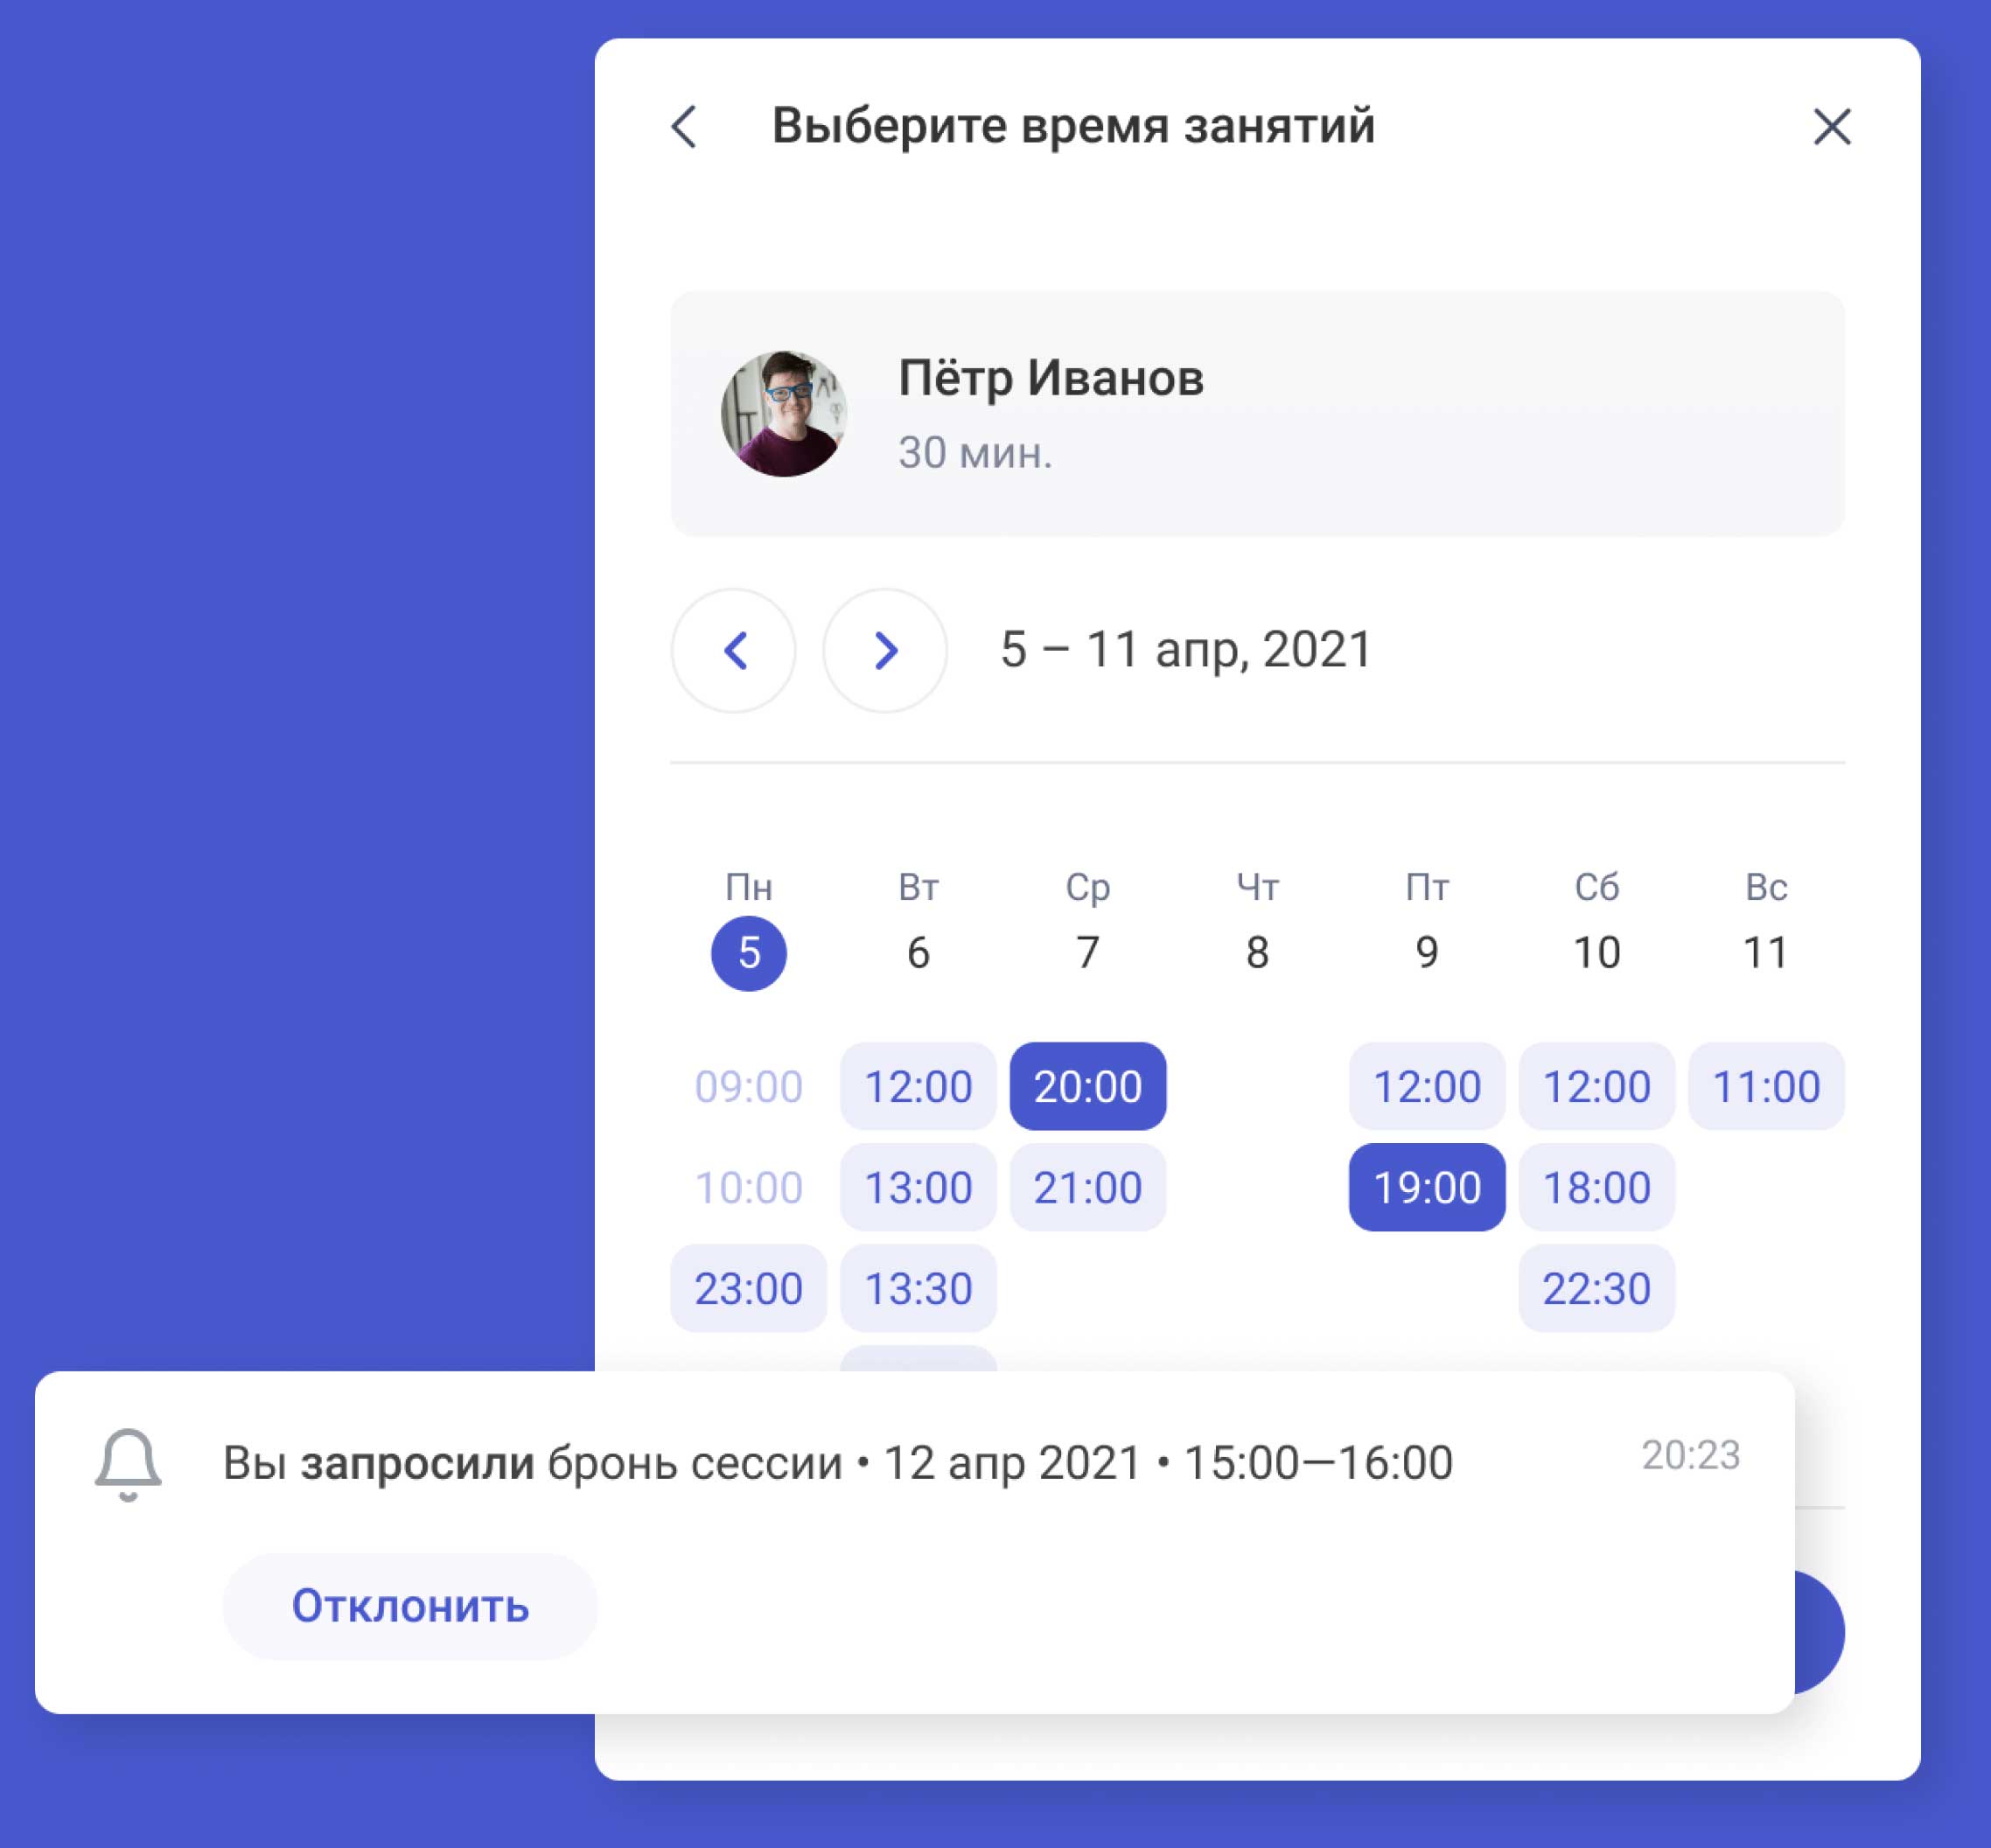 Выберите время занятий
Пётр Иванов
30 мин.
5 – 11 апр, 2021
Пн Вт Ср Чт Пт Сб Вс
5 6 7 8 9 10 11
09:00 12:00 20:00 12:00 12:00 11:00
10:00 13:00 21:00 19:00 18:00
23:00 13:30 22:30
Вы запросили бронь сессии • 12 апр 2021 • 15:00—16:00 20:23
Отклонить